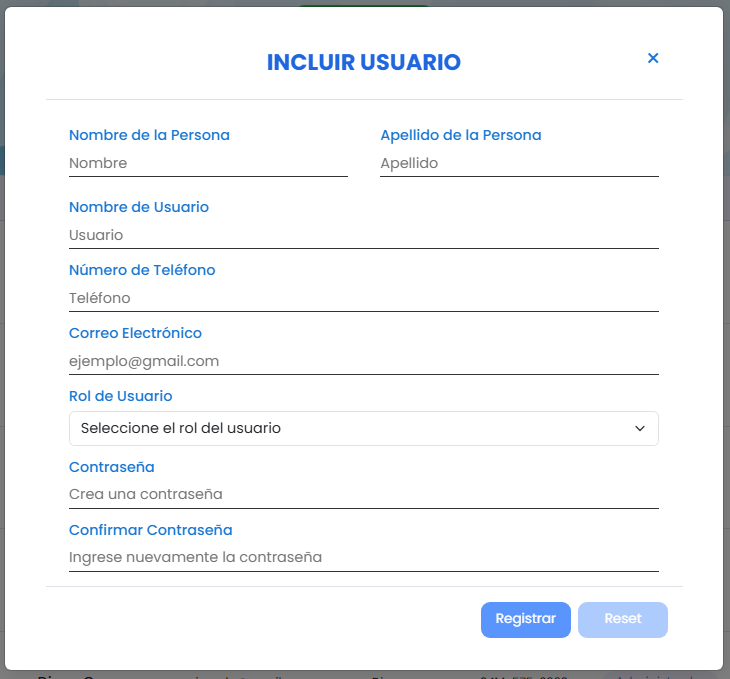 INCLUIR USUARIO
Nombre de la Persona
Apellido de la Persona
Nombre
Apellido
Nombre de Usuario
Usuario
Número de Teléfono
Teléfono
Correo Electrónico
ejemplo@gmail.com
Rol de Usuario
Seleccione el rol del usuario
Contraseña
Crea una contraseña
Confirmar Contraseña
Ingrese nuevamente la contraseña
Registrar
Reset